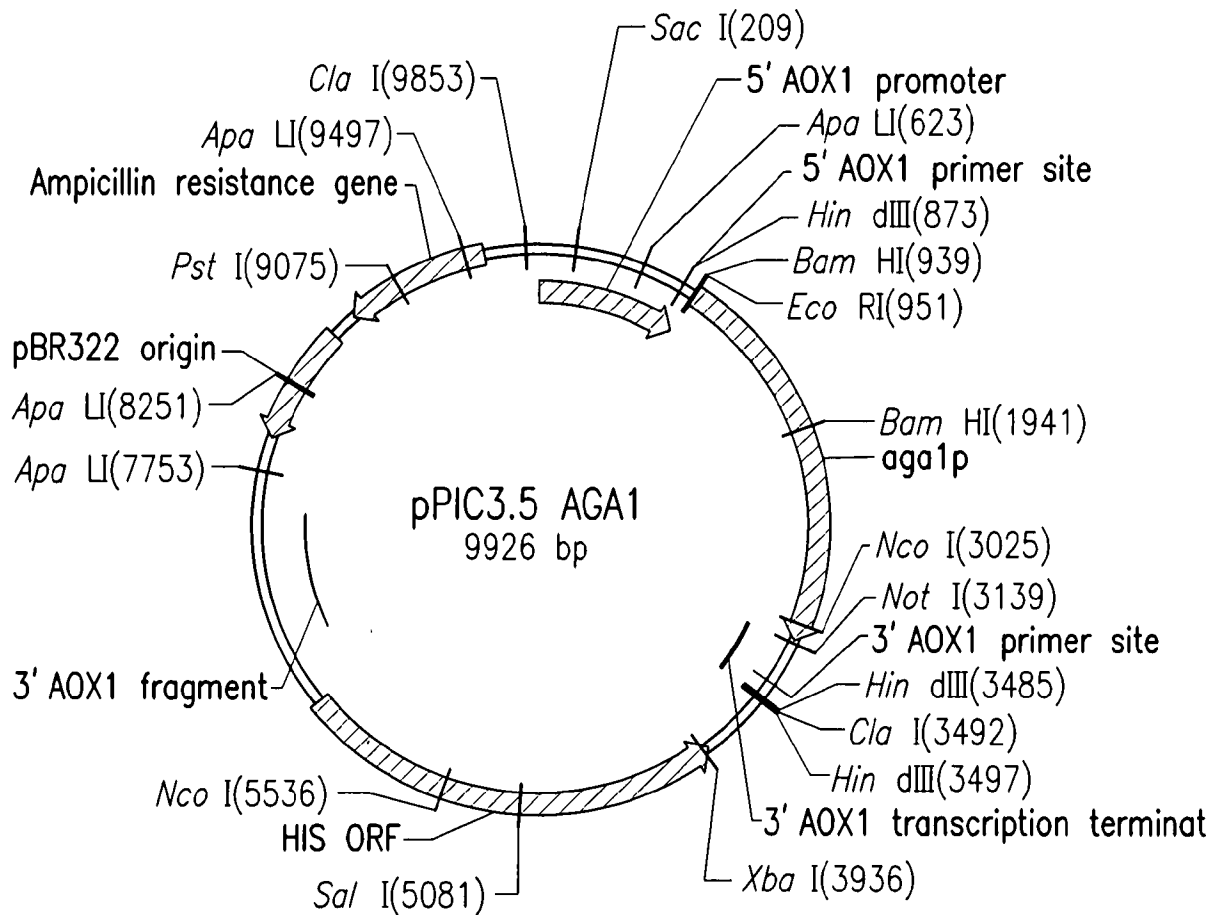 Sac I(209)
Cla I(9853)
5' AOX1 promoter
Apa LI(9497)
Apa LI(623)
Ampicillin resistance gene
5' AOX1 primer site
Hin dIII(873)
Pst I(9075)
Bam HI(939)
Eco RI(951)
pBR322 origin
Apa LI(8251)
Bam HI(1941)
aga1p
Apa LI(7753)
pPIC3.5 AGA1
9926 bp
Nco I(3025)
Not I(3139)
3' AOX1 primer site
3' AOX1 fragment
Hin dIII(3485)
Cla I(3492)
Hin dIII(3497)
Nco I(5536)
3' AOX1 transcription terminat
HIS ORF
Xba I(3936)
Sal I(5081)